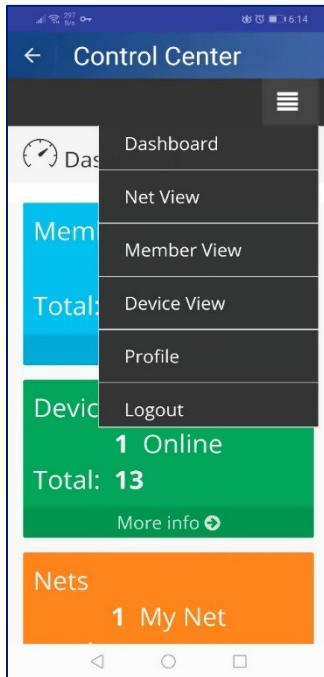 297 B/s 6:14
Control Center
Das
Dashboard
Net View
Mem
Member View
Total:
Device View
Profile
Devic
Logout
1 Online
Total: 13
More info
Nets
1 My Net